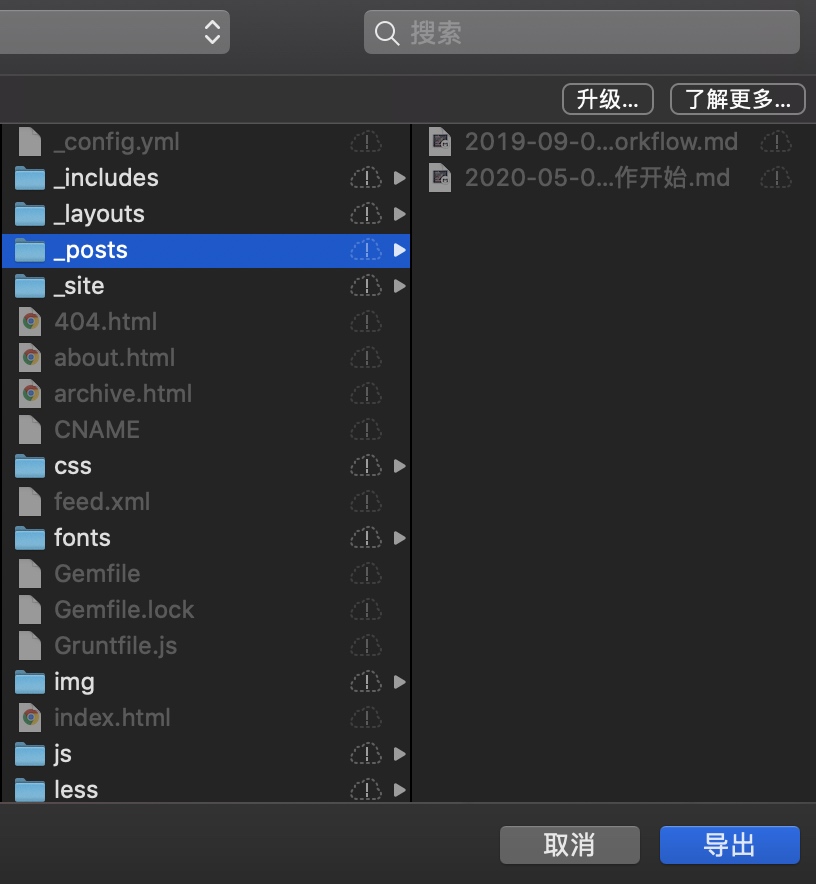 搜索
升级... 了解更多...
_config.yml
_includes
_layouts
_posts
_site
404.html
about.html
archive.html
CNAME
css
feed.xml
fonts
Gemfile
Gemfile.lock
Gruntfile.js
img
index.html
js
less
2019-09-0...orkflow.md
2020-05-0...作开始.md
取消 导出